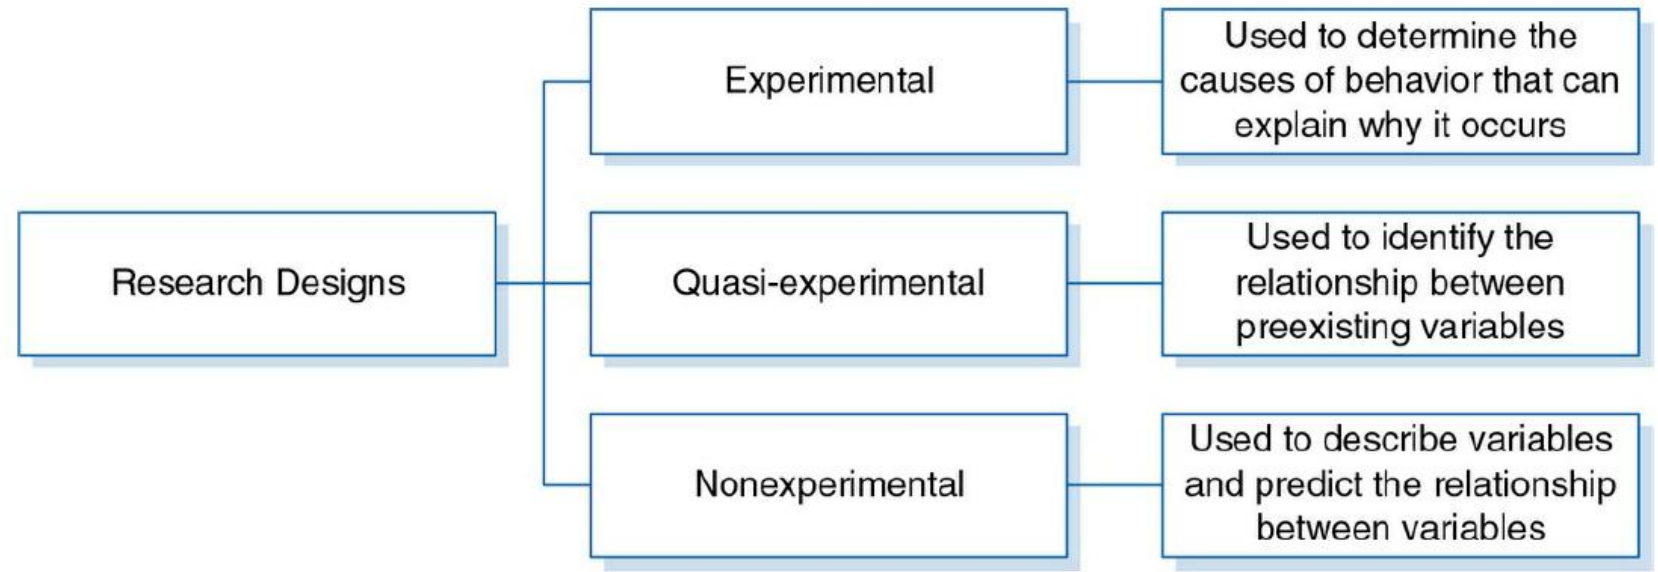 Research Designs
Experimental
Used to determine the
causes of behavior that can
explain why it occurs
Quasi-experimental
Used to identify the
relationship between
preexisting variables
Nonexperimental
Used to describe variables
and predict the relationship
between variables